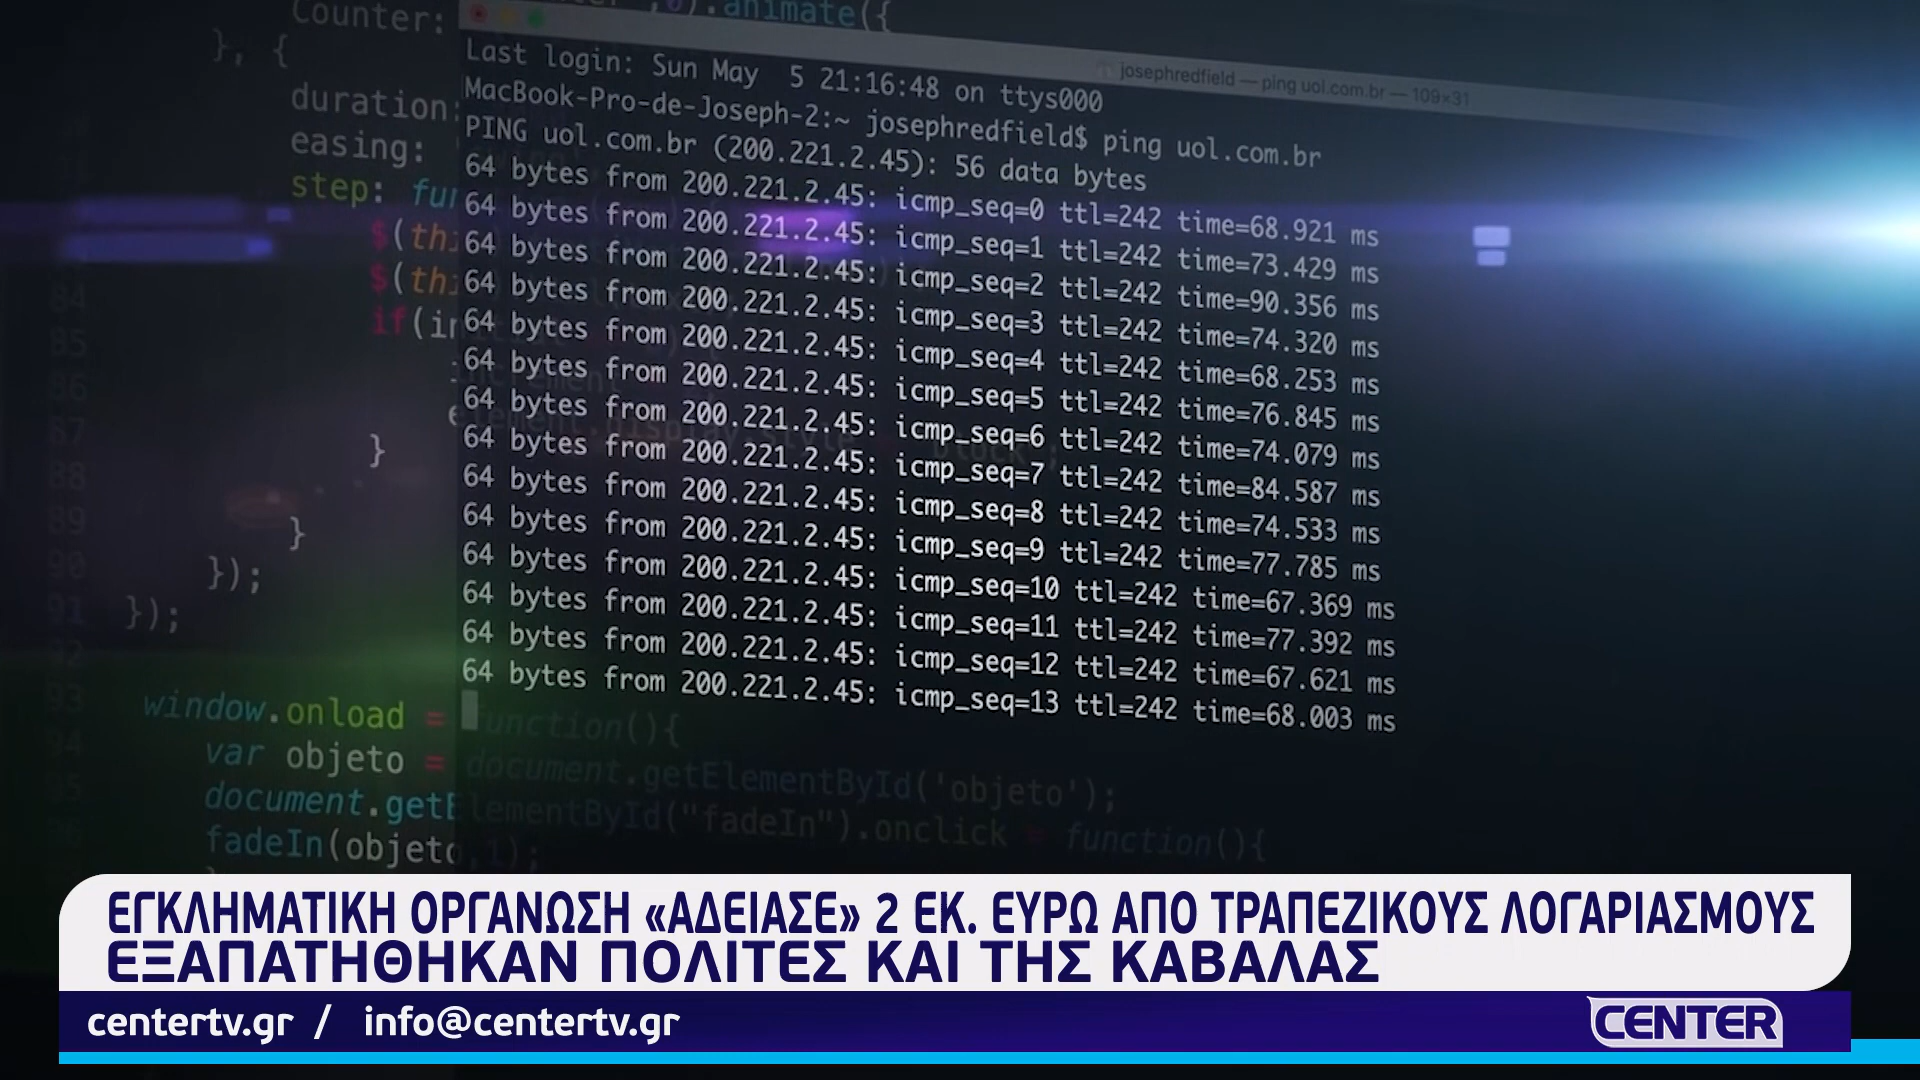 Counter:
).animate({
}, {
duration:
easing:
step: fun
$(thi
$(thi
if(in
}
}
});
});
window.onload = function(){
var objeto = document.getElementById('objeto');
document.getElementById("fadeIn").onclick = function(){
fadeIn(objeto,1);
josephredfield — ping uol.com.br — 109×31
Last login: Sun May  5 21:16:48 on ttys000
MacBook-Pro-de-Joseph-2:~ josephredfield$ ping uol.com.br
PING uol.com.br (200.221.2.45): 56 data bytes
64 bytes from 200.221.2.45: icmp_seq=0 ttl=242 time=68.921 ms
64 bytes from 200.221.2.45: icmp_seq=1 ttl=242 time=73.429 ms
64 bytes from 200.221.2.45: icmp_seq=2 ttl=242 time=90.356 ms
64 bytes from 200.221.2.45: icmp_seq=3 ttl=242 time=74.320 ms
64 bytes from 200.221.2.45: icmp_seq=4 ttl=242 time=68.253 ms
64 bytes from 200.221.2.45: icmp_seq=5 ttl=242 time=76.845 ms
64 bytes from 200.221.2.45: icmp_seq=6 ttl=242 time=74.079 ms
64 bytes from 200.221.2.45: icmp_seq=7 ttl=242 time=84.587 ms
64 bytes from 200.221.2.45: icmp_seq=8 ttl=242 time=74.533 ms
64 bytes from 200.221.2.45: icmp_seq=9 ttl=242 time=77.785 ms
64 bytes from 200.221.2.45: icmp_seq=10 ttl=242 time=67.369 ms
64 bytes from 200.221.2.45: icmp_seq=11 ttl=242 time=77.392 ms
64 bytes from 200.221.2.45: icmp_seq=12 ttl=242 time=67.621 ms
64 bytes from 200.221.2.45: icmp_seq=13 ttl=242 time=68.003 ms
ΕΓΚΛΗΜΑΤΙΚΗ ΟΡΓΑΝΩΣΗ «ΑΔΕΙΑΣΕ» 2 ΕΚ. ΕΥΡΩ ΑΠΟ ΤΡΑΠΕΖΙΚΟΥΣ ΛΟΓΑΡΙΑΣΜΟΥΣ
ΕΞΑΠΑΤΗΘΗΚΑΝ ΠΟΛΙΤΕΣ ΚΑΙ ΤΗΣ ΚΑΒΑΛΑΣ
centertv.gr / info@centertv.gr
CENTER